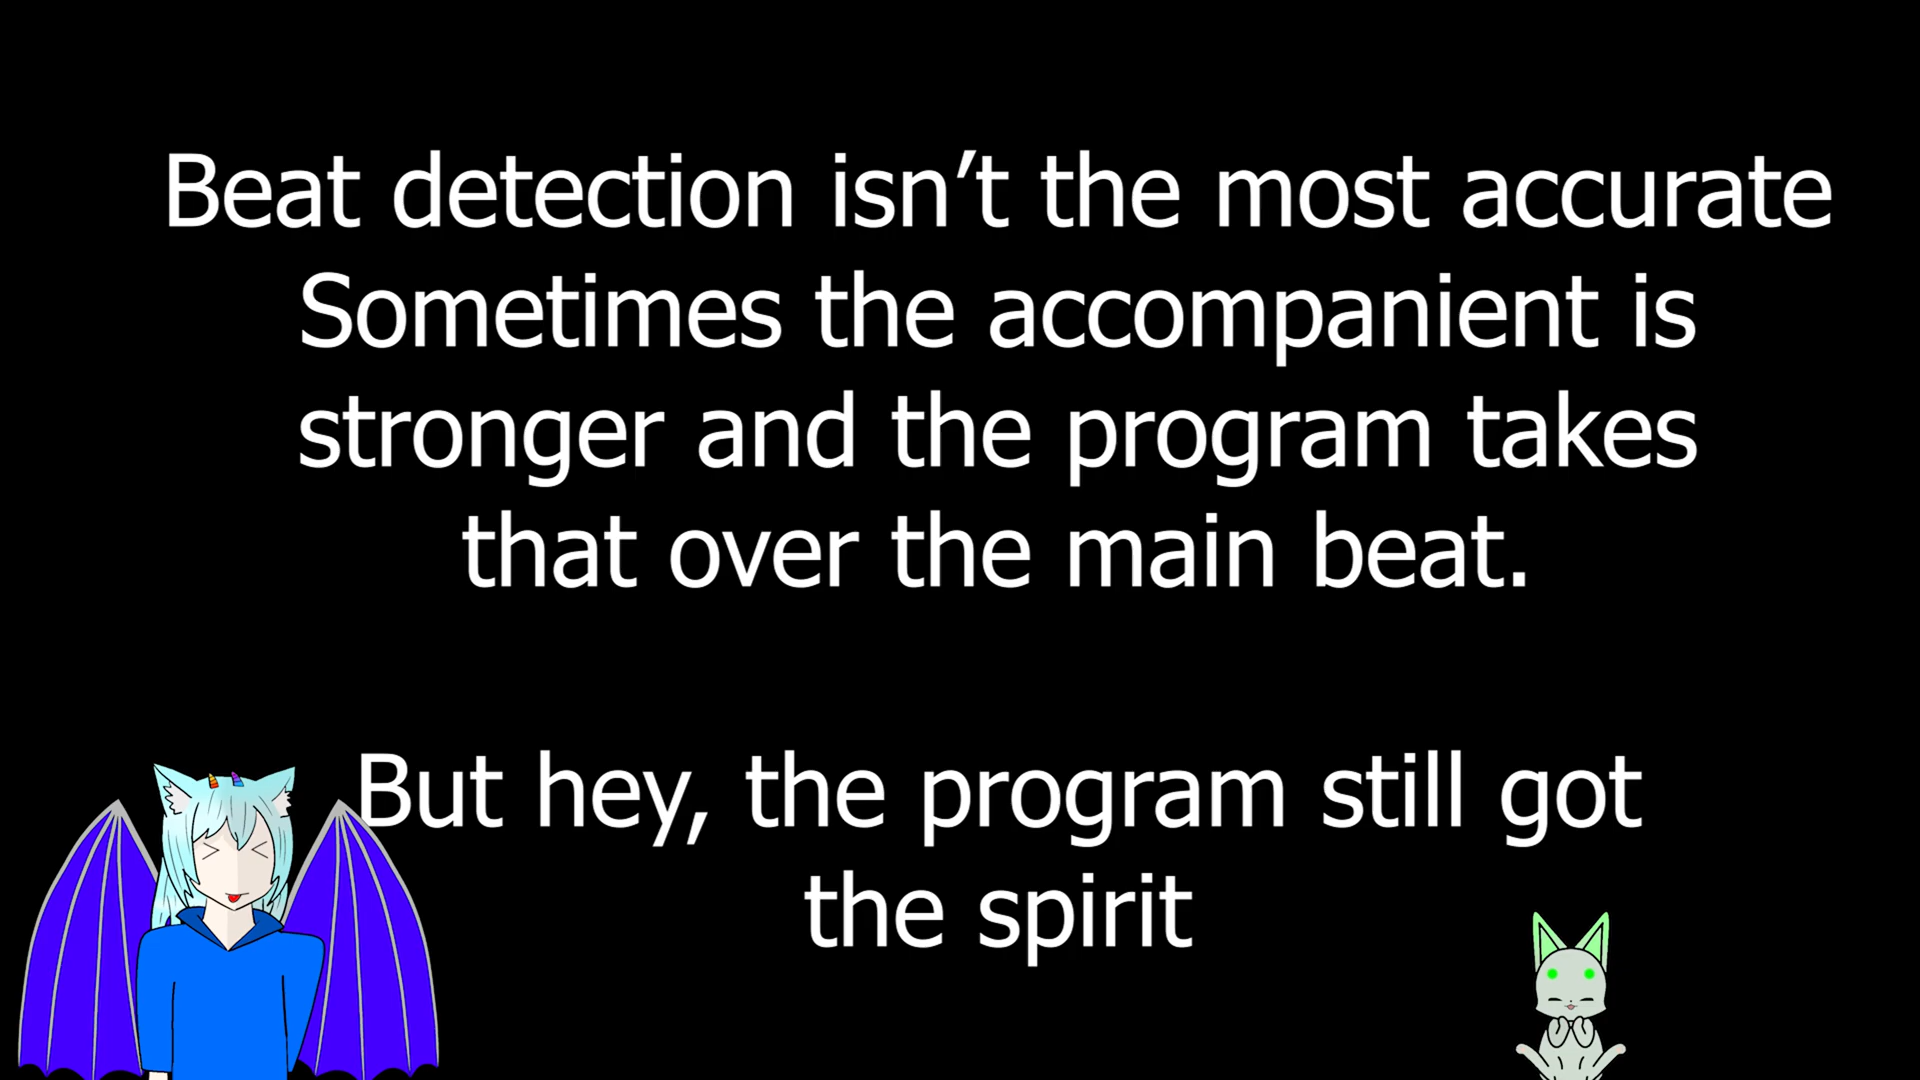 Beat detection isn’t the most accurate
Sometimes the accompanient is
stronger and the program takes
that over the main beat.
But hey, the program still got
the spirit